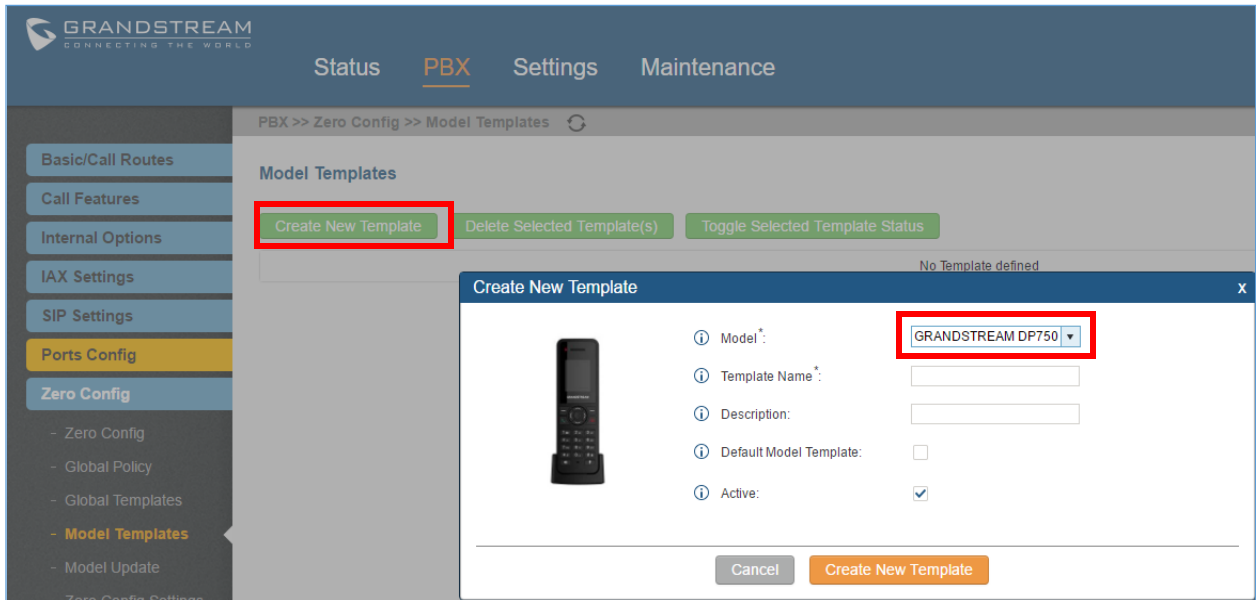 GRANDSTREAM
CONNECTING THE WORLD
Status PBX Settings Maintenance
PBX >> Zero Config >> Model Templates
Basic/Call Routes
Call Features
Internal Options
IAX Settings
SIP Settings
Ports Config
Zero Config
- Zero Config
- Global Policy
- Global Templates
- Model Templates
- Model Update
- Zero Config Settings
Model Templates
Create New Template Delete Selected Template(s) Toggle Selected Template Status
No Template defined
Create New Template x
Model*: GRANDSTREAM DP750
Template Name*:
Description:
Default Model Template:
Active:
Cancel Create New Template